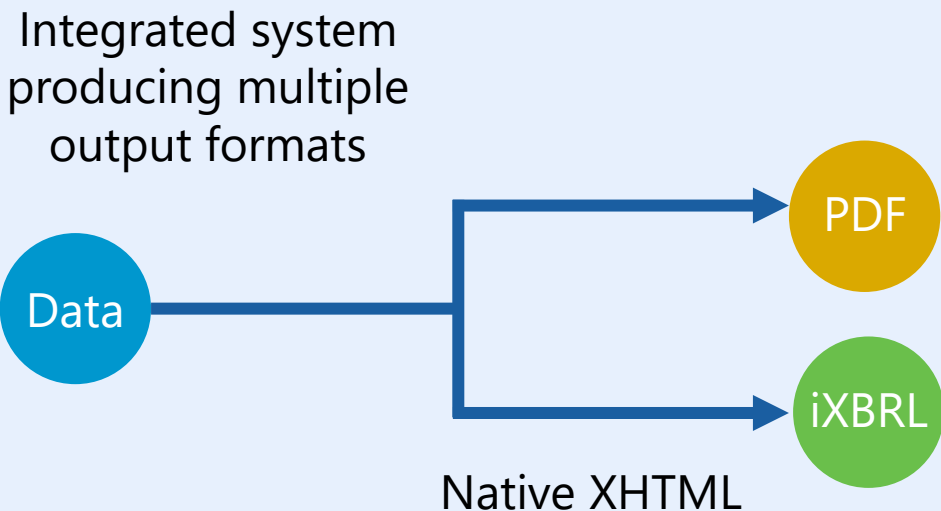 Integrated system
producing multiple
output formats
PDF
Data
iXBRL
Native XHTML